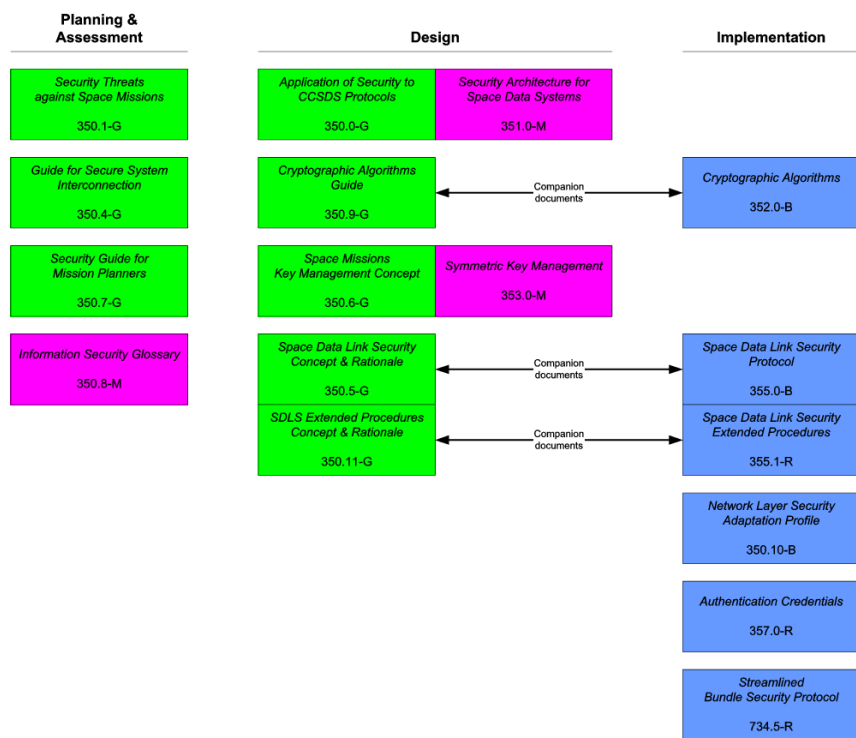 Planning &
Assessment
Design
Implementation
Security Threats
against Space Missions
350.1-G
Application of Security to
CCSDS Protocols
350.0-G
Security Architecture for
Space Data Systems
351.0-M
Guide for Secure System
Interconnection
350.4-G
Cryptographic Algorithms
Guide
350.9-G
Companion
documents
Cryptographic Algorithms
352.0-B
Security Guide for
Mission Planners
350.7-G
Space Missions
Key Management Concept
350.6-G
Symmetric Key Management
353.0-M
Information Security Glossary
350.8-M
Space Data Link Security
Concept & Rationale
350.5-G
Companion
documents
Space Data Link Security
Protocol
355.0-B
SDLS Extended Procedures
Concept & Rationale
350.11-G
Companion
documents
Space Data Link Security
Extended Procedures
355.1-R
Network Layer Security
Adaptation Profile
350.10-B
Authentication Credentials
357.0-R
Streamlined
Bundle Security Protocol
734.5-R